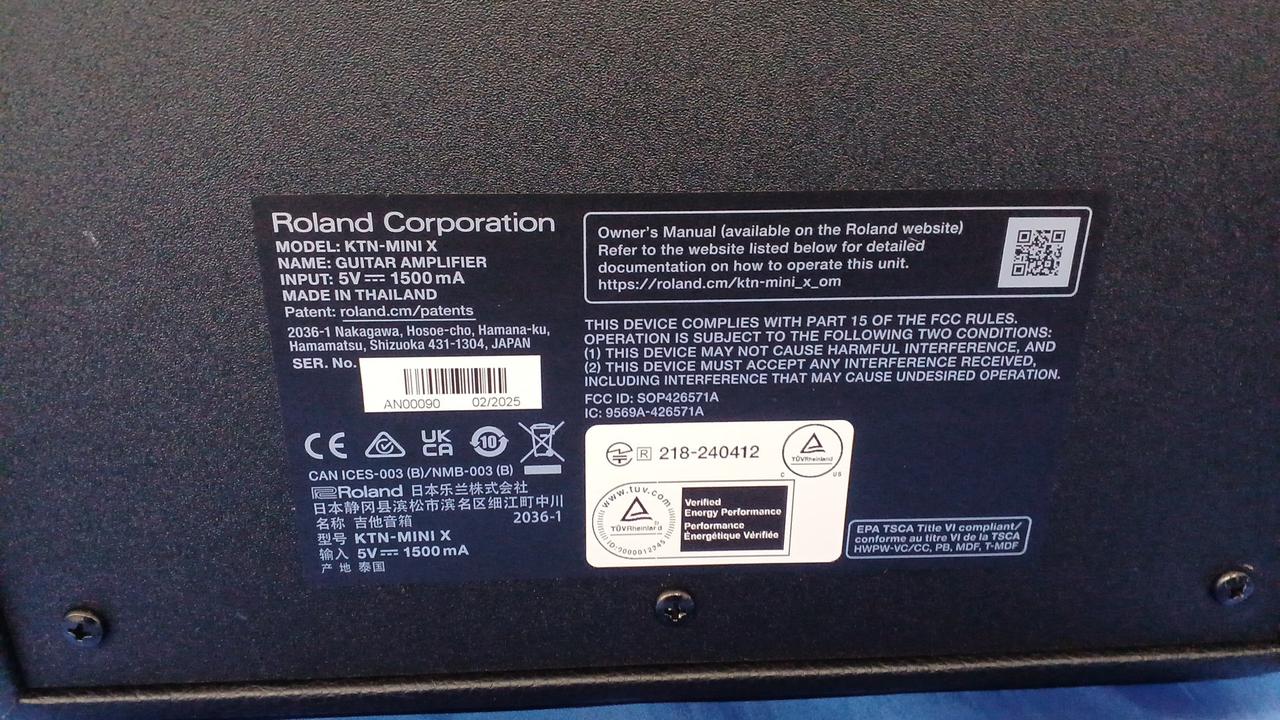 Roland Corporation
MODEL: KTN-MINI X
NAME: GUITAR AMPLIFIER
INPUT: 5V 1500mA
MADE IN THAILAND
Patent: roland.cm/patents
2036-1 Nakagawa, Hosoe-cho, Hamana-ku,
Hamamatsu, Shizuoka 431-1304, JAPAN
SER. No.
AN00090 02/2025
CE
UK
CA
10
CAN ICES-003 (B)/NMB-003 (B)
Roland 日本乐兰株式会社
日本静冈县滨松市滨名区细江町中川
2036-1
名称 吉他音箱
型号 KTN-MINI X
输入 5V 1500mA
产 地 泰国
Owner's Manual (available on the Roland website)
Refer to the website listed below for detailed
documentation on how to operate this unit.
https://roland.cm/ktn-mini_x_om
THIS DEVICE COMPLIES WITH PART 15 OF THE FCC RULES.
OPERATION IS SUBJECT TO THE FOLLOWING TWO CONDITIONS:
(1) THIS DEVICE MAY NOT CAUSE HARMFUL INTERFERENCE, AND
(2) THIS DEVICE MUST ACCEPT ANY INTERFERENCE RECEIVED,
INCLUDING INTERFERENCE THAT MAY CAUSE UNDESIRED OPERATION.
FCC ID: SOP426571A
IC: 9569A-426571A
R 218-240412
TÜVRheinland
C US
www.tuv.com
TÜVRheinland
ID:0000012345
Verified
Energy Performance
Performance
Énergétique Vérifiée
EPA TSCA Title VI compliant/
conforme au titre VI de la TSCA
HWPW-VC/CC, PB, MDF, T-MDF